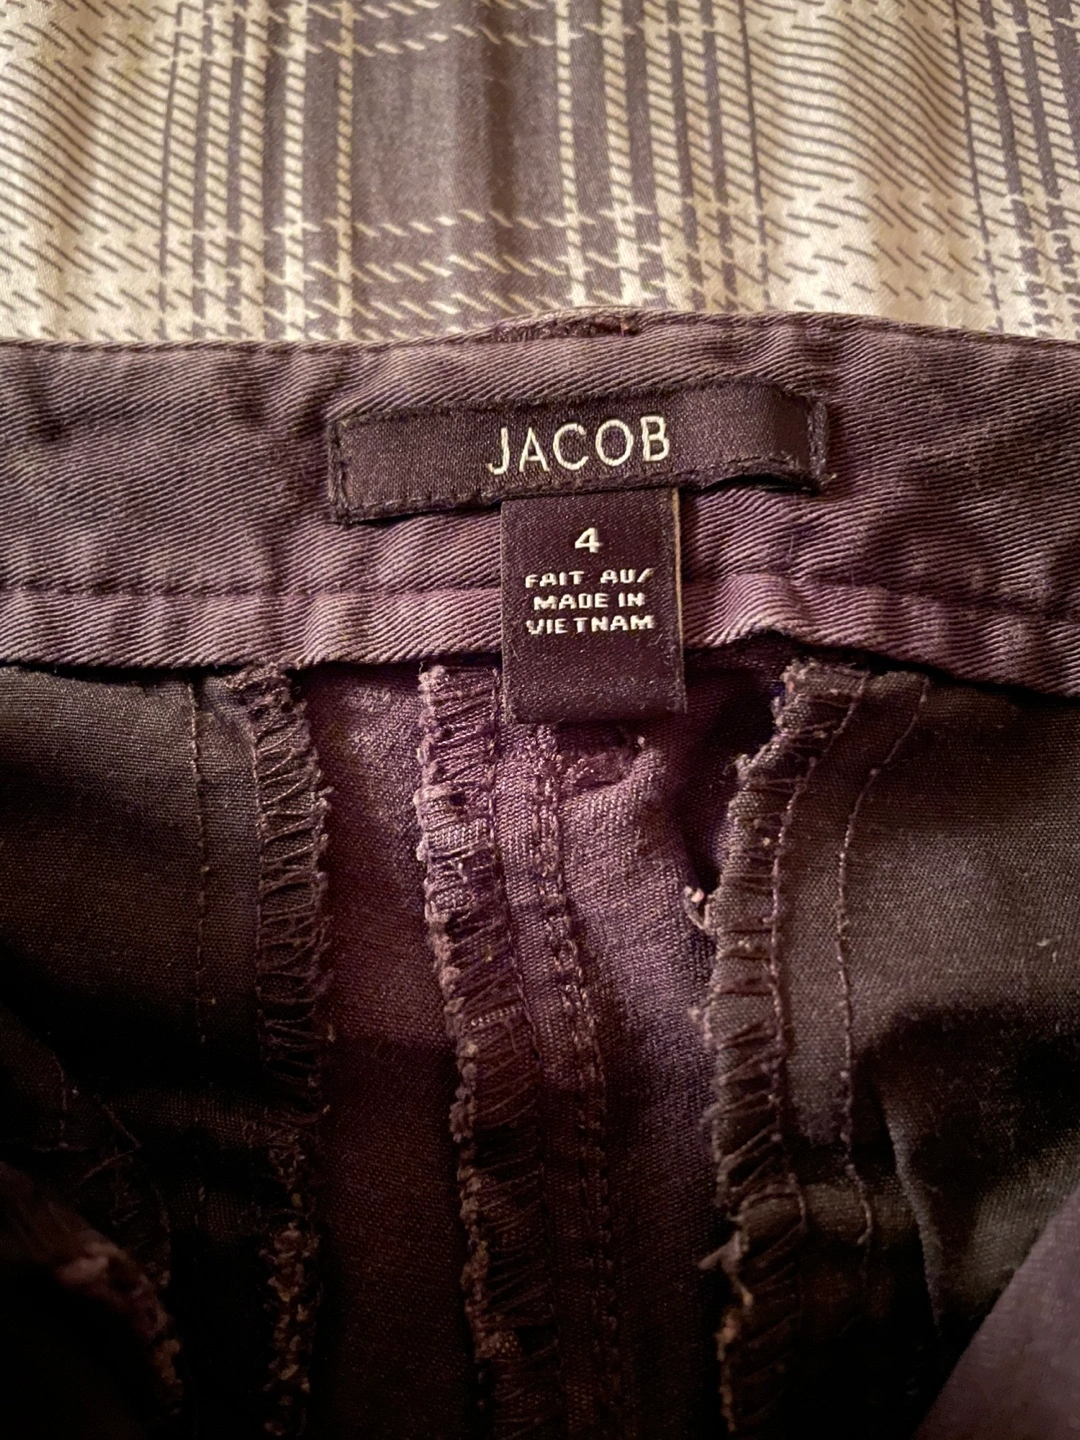 JACOB
4
FAIT AU/
MADE IN
VIETNAM